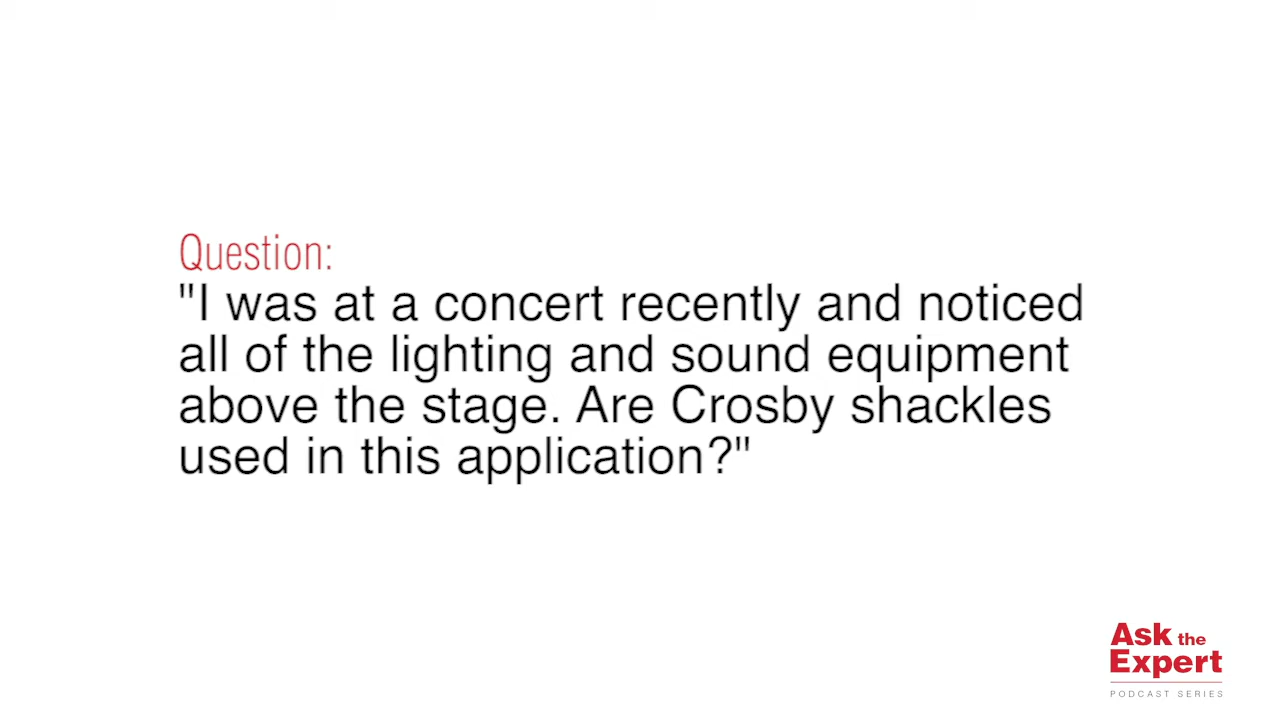 Question:
"I was at a concert recently and noticed
all of the lighting and sound equipment
above the stage. Are Crosby shackles
used in this application?"
Ask the
Expert
PODCAST SERIES